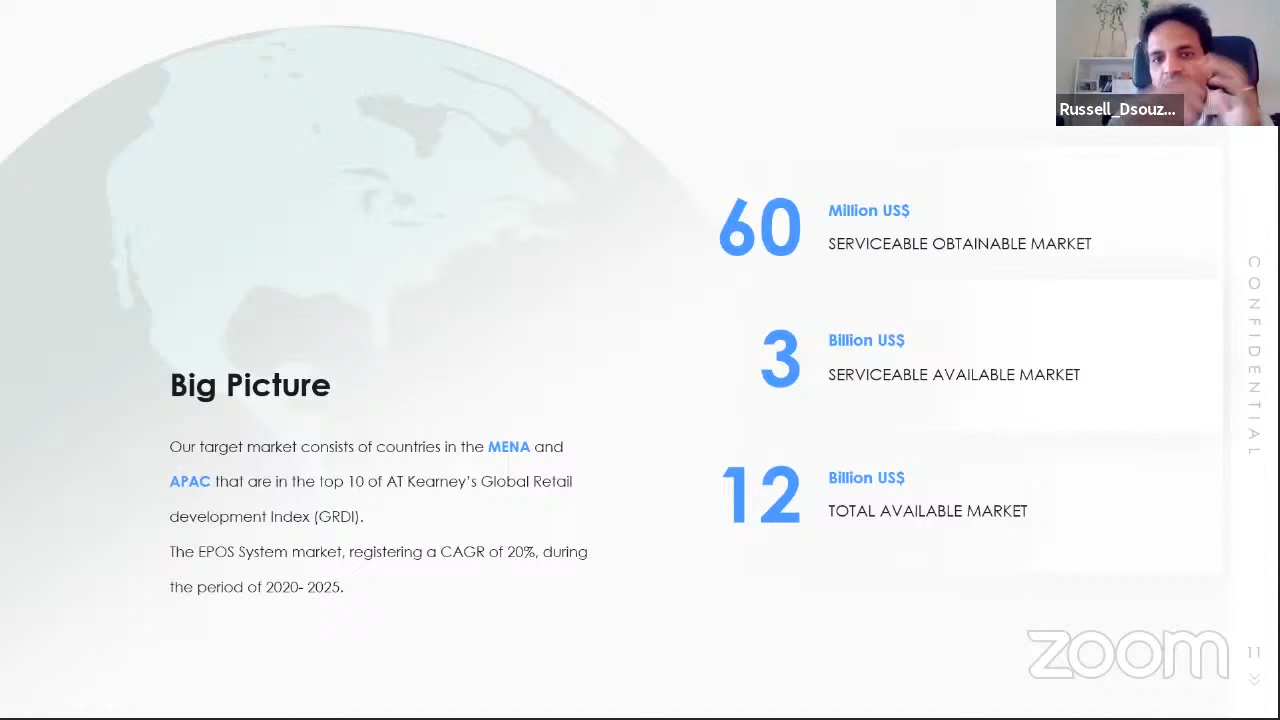 Russell_Dsouz...
60
Million US$
SERVICEABLE OBTAINABLE MARKET
3
Billion US$
SERVICEABLE AVAILABLE MARKET
12
Billion US$
TOTAL AVAILABLE MARKET
Big Picture
Our target market consists of countries in the MENA and
APAC that are in the top 10 of AT Kearney's Global Retail
development Index (GRDI).
The EPOS System market, registering a CAGR of 20%, during
the period of 2020- 2025.
CONFIDENTIAL
zoom
11